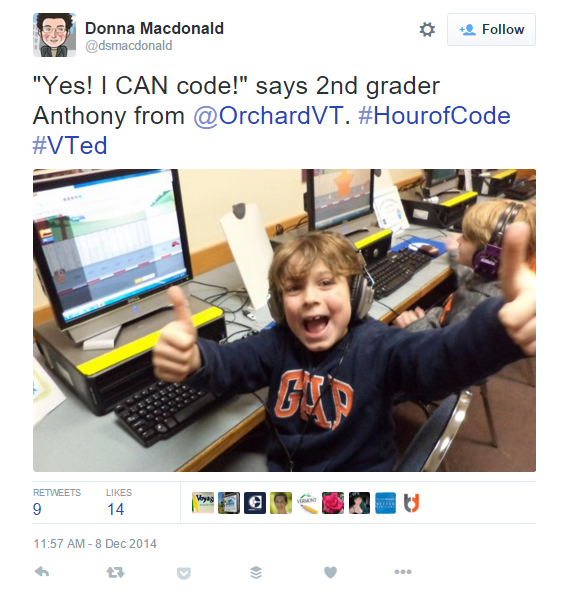 Donna Macdonald
@dsmacdonald
Follow
"Yes! I CAN code!" says 2nd grader
Anthony from @OrchardVT. #HourofCode
#VTed
GAP
RETWEETS
LIKES
9
14
VERMONT
11:57 AM - 8 Dec 2014